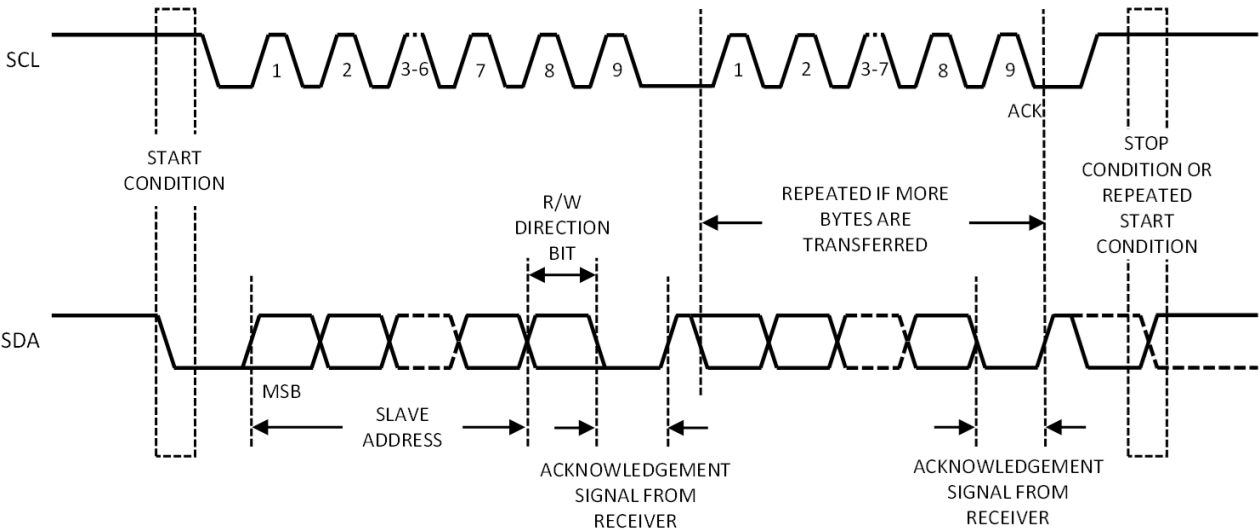 SCL
1 2 3-6 7 8 9 1 2 3-7 8 9
ACK
START
CONDITION
STOP
CONDITION OR
REPEATED
START
CONDITION
R/W
DIRECTION
BIT
REPEATED IF MORE
BYTES ARE
TRANSFERRED
SDA
MSB
SLAVE
ADDRESS
ACKNOWLEDGEMENT
SIGNAL FROM
RECEIVER
ACKNOWLEDGEMENT
SIGNAL FROM
RECEIVER